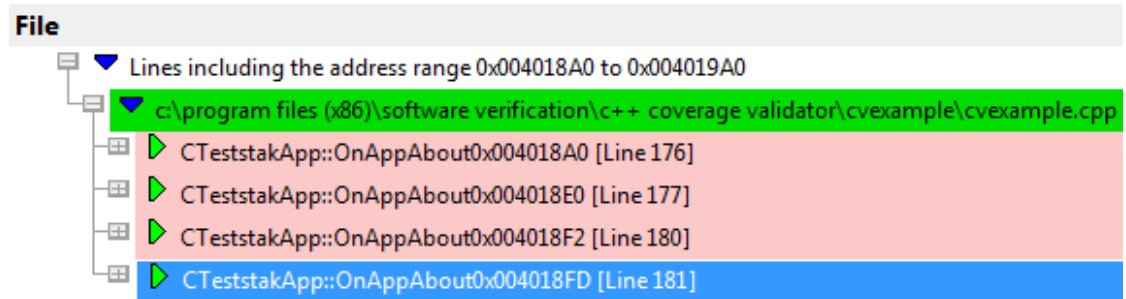 File
Lines including the address range 0x004018A0 to 0x004019A0
c:\program files (x86)\software verification\c++ coverage validator\cvexample\cvexample.cpp
CTeststakApp::OnAppAbout0x004018A0 [Line 176]
CTeststakApp::OnAppAbout0x004018E0 [Line 177]
CTeststakApp::OnAppAbout0x004018F2 [Line 180]
CTeststakApp::OnAppAbout0x004018FD [Line 181]